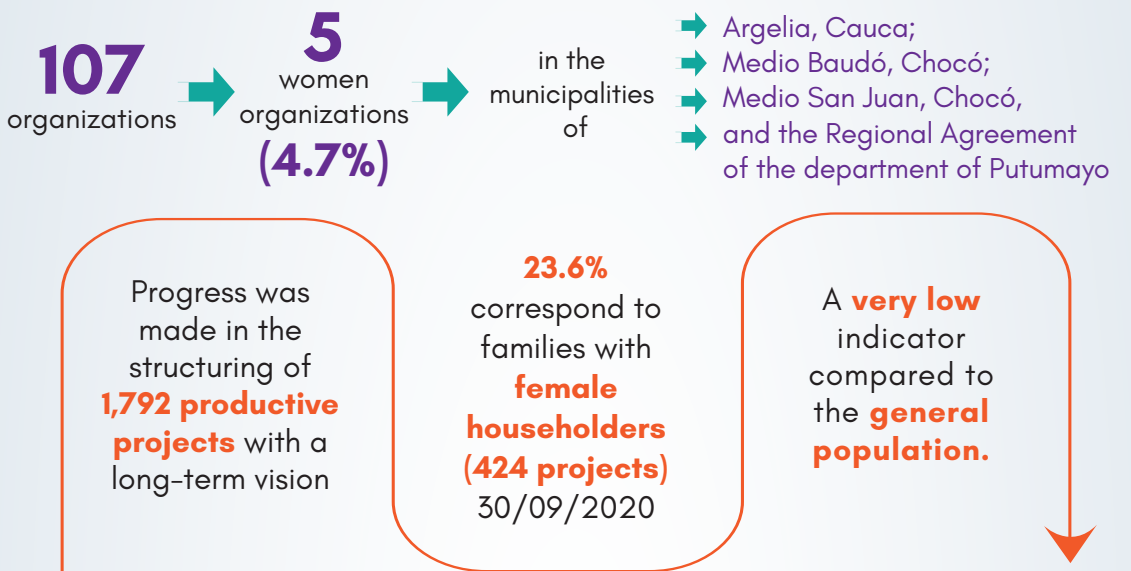 107
organizations
5
women
organizations
(4.7%)
in the
municipalities
of
Argelia, Cauca;
Medio Baudó, Chocó;
Medio San Juan, Chocó,
and the Regional Agreement
of the department of Putumayo
Progress was
made in the
structuring of
1,792 productive
projects with a
long-term vision
23.6%
correspond to
families with
female
householders
(424 projects)
30/09/2020
A very low
indicator
compared to
the general
population.